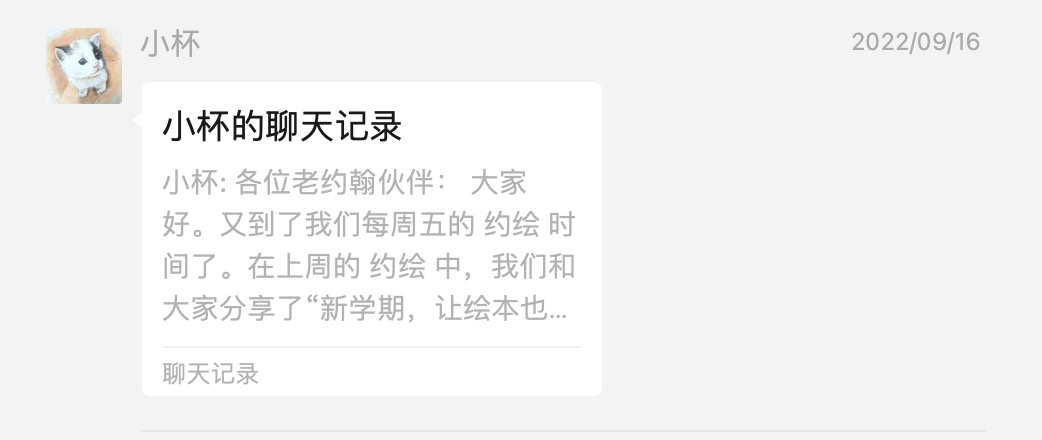 小杯
2022/09/16
小杯的聊天记录
小杯: 各位老约翰伙伴： 大家
好。又到了我们每周五的 约绘 时
间了。在上周的 约绘 中，我们和
大家分享了“新学期，让绘本也...
聊天记录